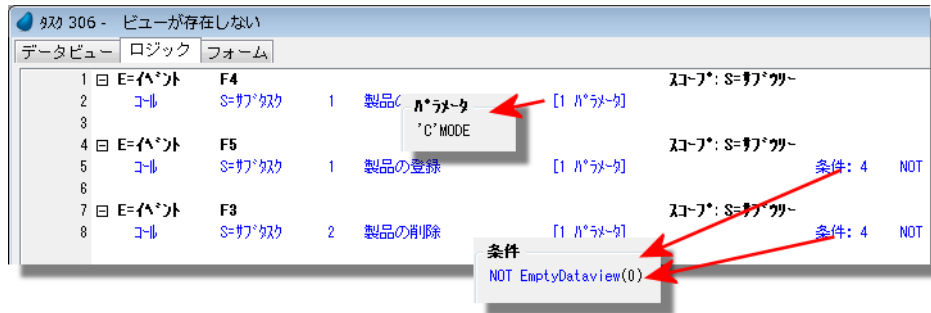 ﾀｽｸ 306 - ビューが存在しない
データビュー ロジック フォーム
1 E=ｲﾍﾞﾝﾄ F4 ｽｺｰﾌﾟ: S=ｻﾌﾞﾂﾘｰ
2 ｺｰﾙ S=ｻﾌﾞﾀｽｸ 1 製品の [1 ﾊﾟﾗﾒｰﾀ]
ﾊﾟﾗﾒｰﾀ
'C'MODE
3
4 E=ｲﾍﾞﾝﾄ F5 ｽｺｰﾌﾟ: S=ｻﾌﾞﾂﾘｰ
5 ｺｰﾙ S=ｻﾌﾞﾀｽｸ 1 製品の登録 [1 ﾊﾟﾗﾒｰﾀ] 条件: 4 NOT
6
7 E=ｲﾍﾞﾝﾄ F3 ｽｺｰﾌﾟ: S=ｻﾌﾞﾂﾘｰ
8 ｺｰﾙ S=ｻﾌﾞﾀｽｸ 2 製品の削除 [1 ﾊﾟﾗﾒｰﾀ] 条件: 4 NOT
条件
NOT EmptyDataview(0)